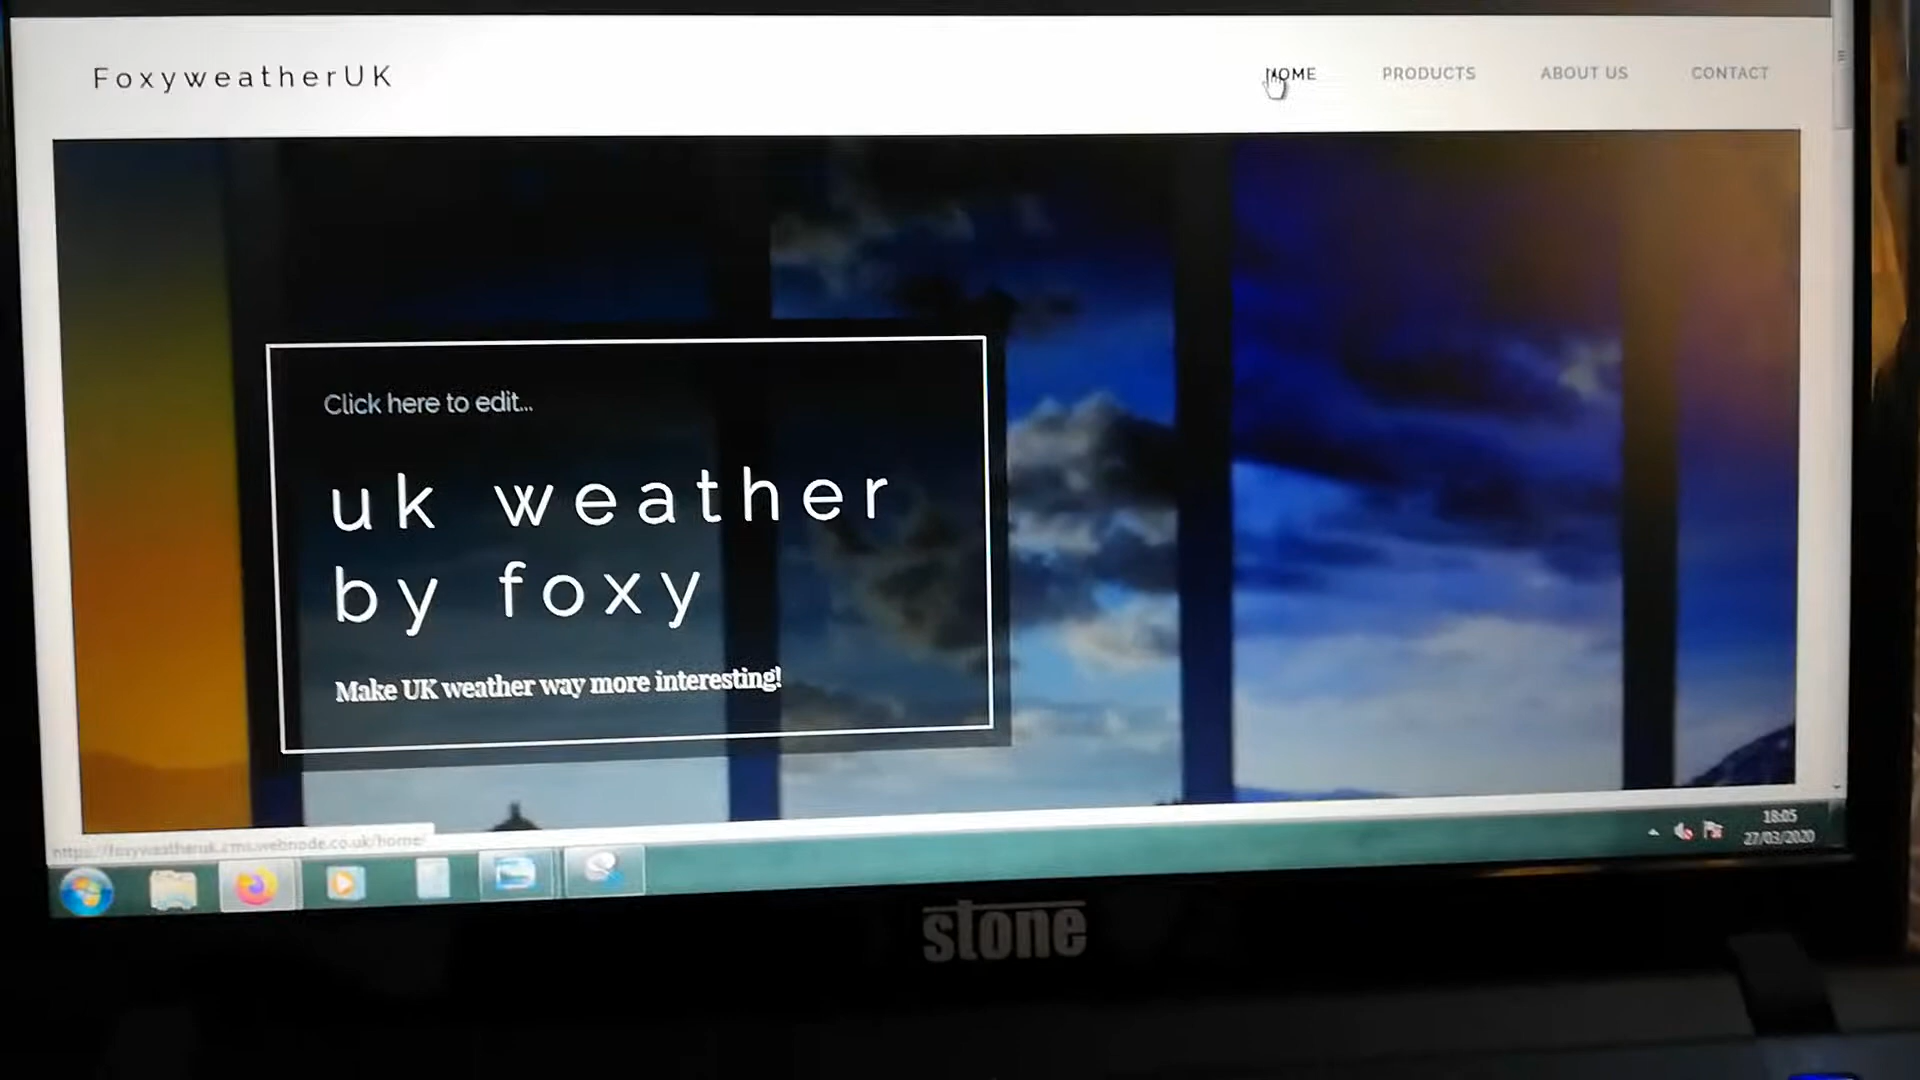 FoxyweatherUK
HOME PRODUCTS ABOUT US CONTACT
Click here to edit...
uk weather
by foxy
Make UK weather way more interesting!
https://foxyweatheruk.cms.webnode.co.uk/home/
18:05
27/03/2020
stone